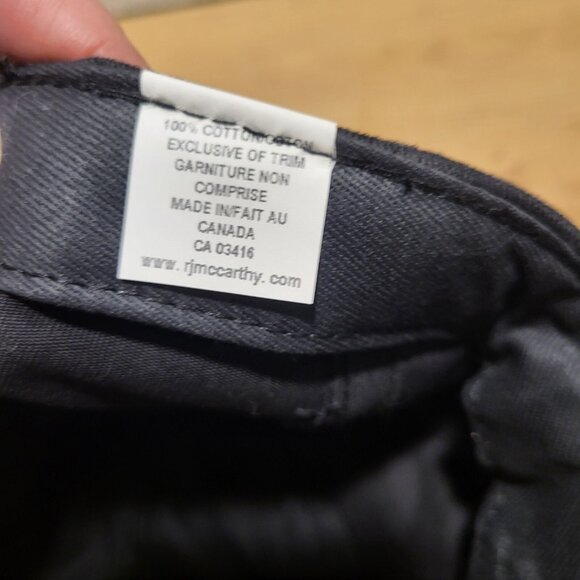 100% COTTON/COTON
EXCLUSIVE OF TRIM
GARNITURE NON
COMPRISE
MADE IN/FAIT AU
CANADA
CA 03416
www. rjmccarthy. com